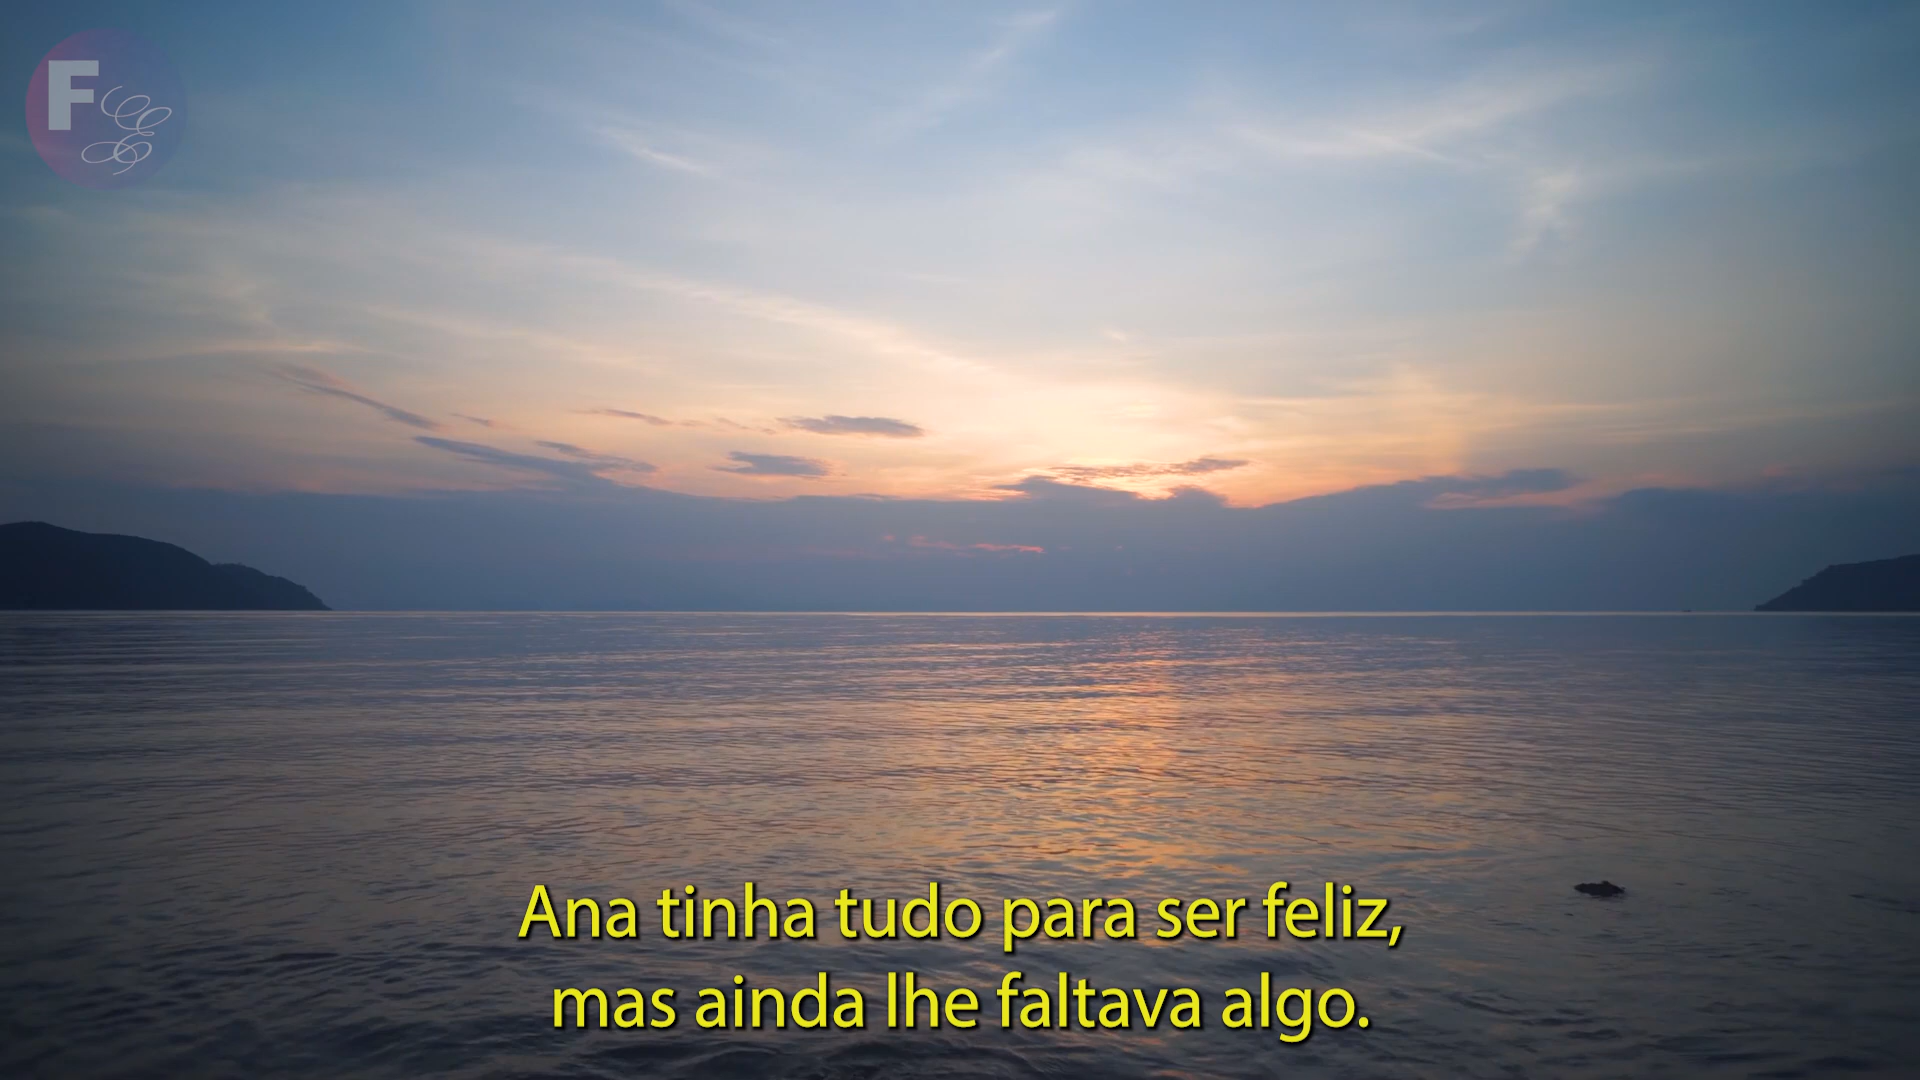 F
Ana tinha tudo para ser feliz,
mas ainda lhe faltava algo.